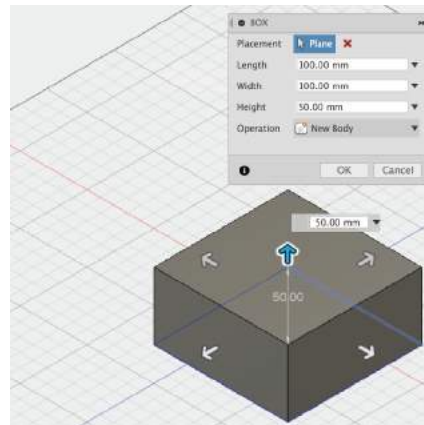 BOX
Placement Plane
Length 100.00 mm
Width 100.00 mm
Height 50.00 mm
Operation New Body
OK Cancel
50.00 mm
50.00